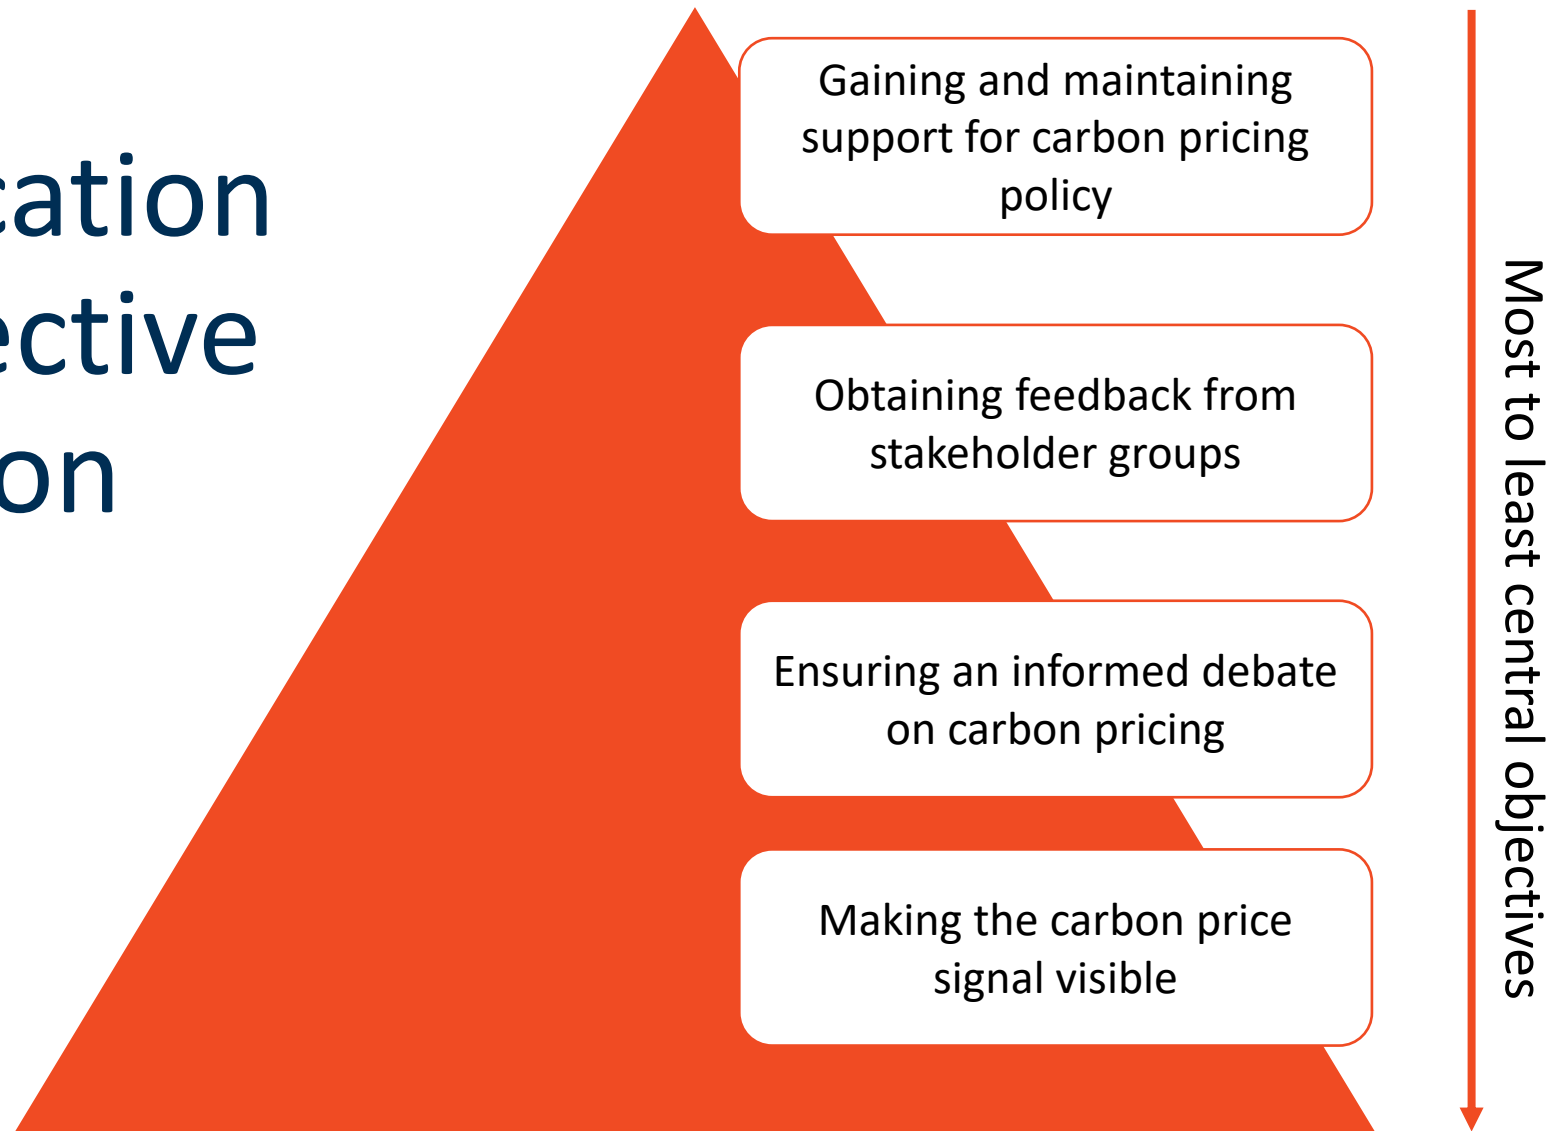 cation
ective
on
Gaining and maintaining
support for carbon pricing
policy
Obtaining feedback from
stakeholder groups
Ensuring an informed debate
on carbon pricing
Making the carbon price
signal visible
Most to least central objectives